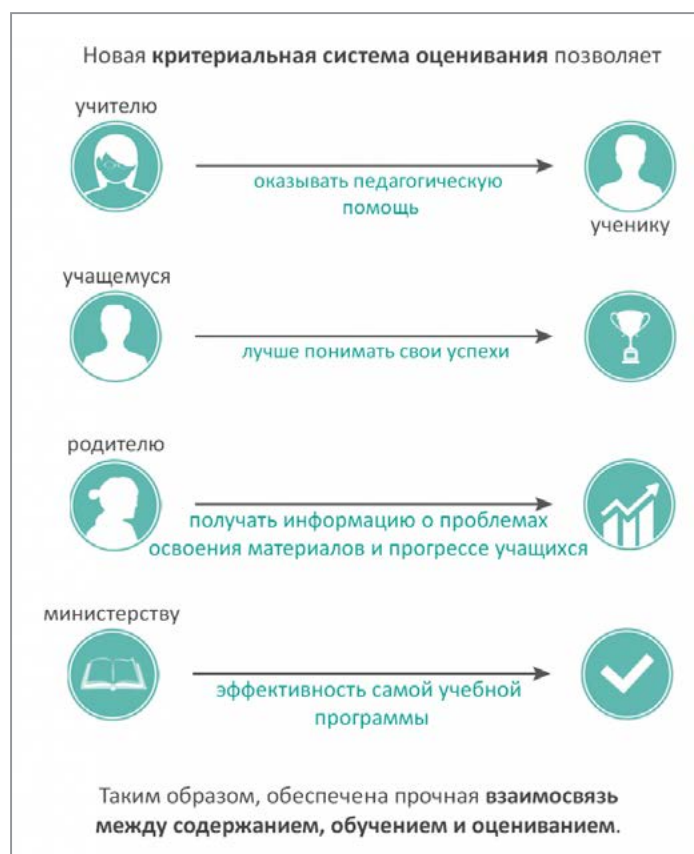 Новая критериальная система оценивания позволяет
учителю
оказывать педагогическую
помощь
ученику
учащемуся
лучше понимать свои успехи
родителю
получать информацию о проблемах
освоения материалов и прогрессе учащихся
министерству
эффективность самой учебной
программы
Таким образом, обеспечена прочная взаимосвязь
между содержанием, обучением и оцениванием.